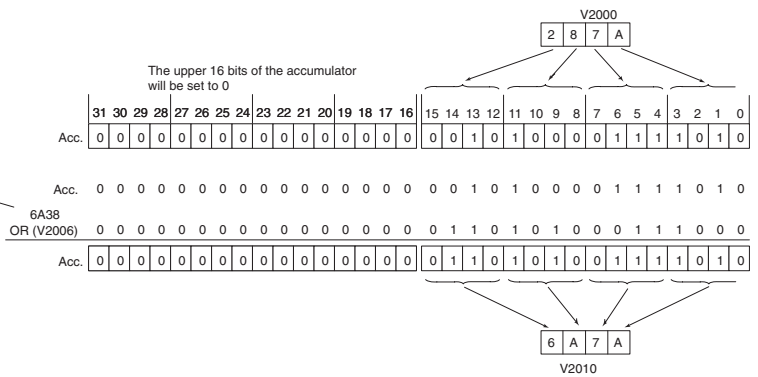 V2000
2 8 7 A
The upper 16 bits of the accumulator
will be set to 0
31 30 29 28 27 26 25 24 23 22 21 20 19 18 17 16 15 14 13 12 11 10 9 8 7 6 5 4 3 2 1 0
Acc. 0 0 0 0 0 0 0 0 0 0 0 0 0 0 0 0 0 0 1 0 1 0 0 0 0 1 1 1 1 0 1 0
Acc. 0 0 0 0 0 0 0 0 0 0 0 0 0 0 0 0 0 0 1 0 1 0 0 0 0 1 1 1 1 0 1 0
6A38
OR (V2006) 0 0 0 0 0 0 0 0 0 0 0 0 0 0 0 0 0 1 1 0 1 0 1 0 0 0 1 1 1 0 0 0
Acc. 0 0 0 0 0 0 0 0 0 0 0 0 0 0 0 0 0 1 1 0 1 0 1 0 0 1 1 1 1 0 1 0
6 A 7 A
V2010